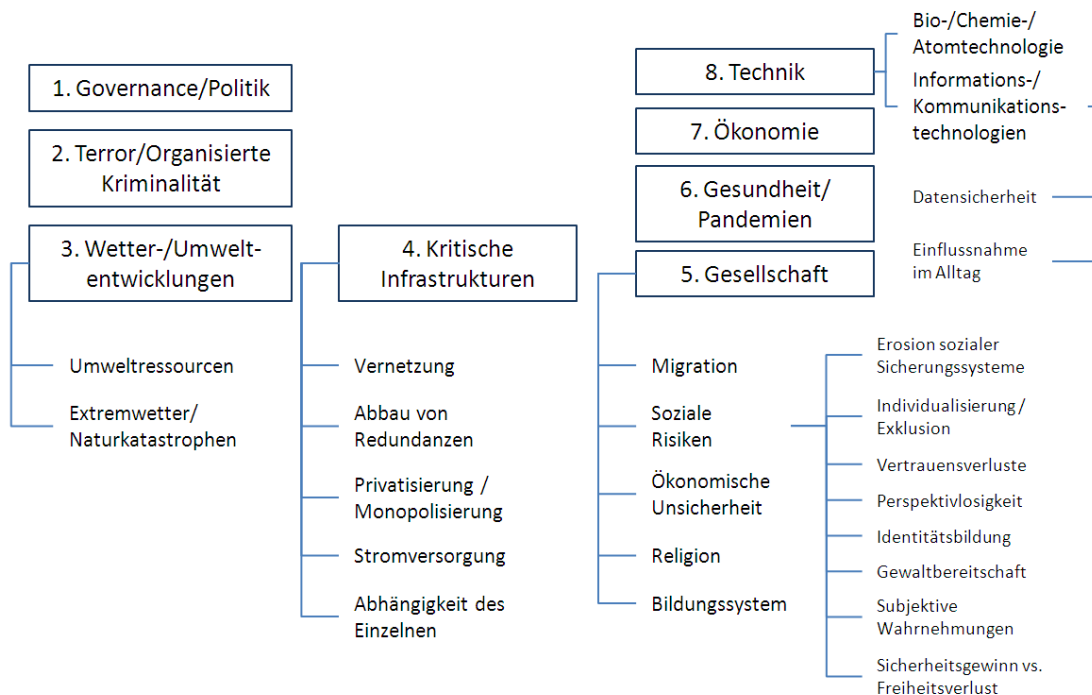 1. Governance/Politik
2. Terror/Organisierte
Kriminalität
3. Wetter-/Umwelt-
entwicklungen
Umweltressourcen
Extremwetter/
Naturkatastrophen
4. Kritische
Infrastrukturen
Vernetzung
Abbau von
Redundanzen
Privatisierung /
Monopolisierung
Stromversorgung
Abhängigkeit des
Einzelnen
8. Technik
7. Ökonomie
6. Gesundheit/
Pandemien
5. Gesellschaft
Migration
Soziale
Risiken
Ökonomische
Unsicherheit
Religion
Bildungssystem
Bio-/Chemie-/
Atomtechnologie
Informations-/
Kommunikations-
technologien
Datensicherheit
Einflussnahme
im Alltag
Erosion sozialer
Sicherungssysteme
Individualisierung/
Exklusion
Vertrauensverluste
Perspektivlosigkeit
Identitätsbildung
Gewaltbereitschaft
Subjektive
Wahrnehmungen
Sicherheitsgewinn vs.
Freiheitsverlust